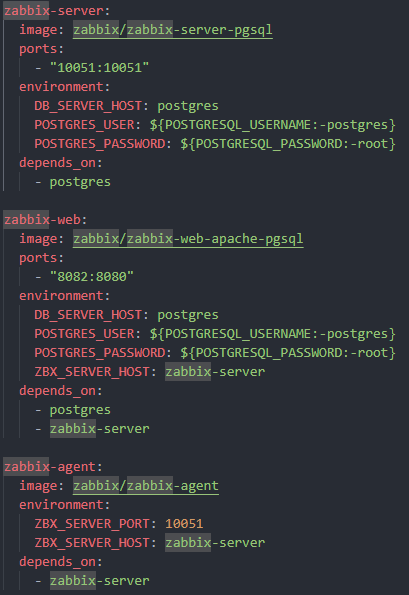 zabbix-server:
  image: zabbix/zabbix-server-pgsql
  ports:
    - "10051:10051"
  environment:
    DB_SERVER_HOST: postgres
    POSTGRES_USER: ${POSTGRESQL_USERNAME:-postgres}
    POSTGRES_PASSWORD: ${POSTGRESQL_PASSWORD:-root}
  depends_on:
    - postgres

zabbix-web:
  image: zabbix/zabbix-web-apache-pgsql
  ports:
    - "8082:8080"
  environment:
    DB_SERVER_HOST: postgres
    POSTGRES_USER: ${POSTGRESQL_USERNAME:-postgres}
    POSTGRES_PASSWORD: ${POSTGRESQL_PASSWORD:-root}
    ZBX_SERVER_HOST: zabbix-server
  depends_on:
    - postgres
    - zabbix-server

zabbix-agent:
  image: zabbix/zabbix-agent
  environment:
    ZBX_SERVER_PORT: 10051
    ZBX_SERVER_HOST: zabbix-server
  depends_on:
    - zabbix-server